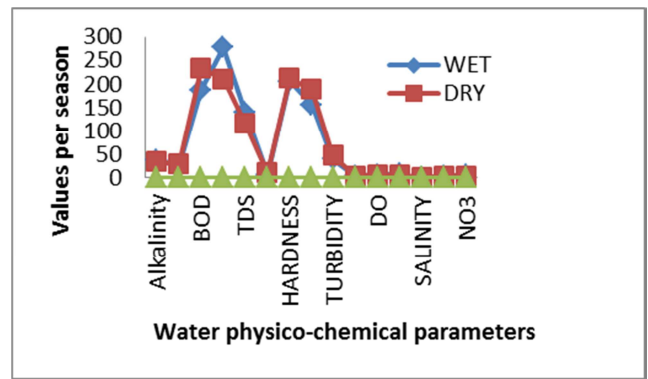 Values per season
300
250
200
150
100
50
0
WET
DRY
Alkalinity
BOD
TDS
HARDNESS
TURBIDITY
DO
SALINITY
NO3
Water physico-chemical parameters